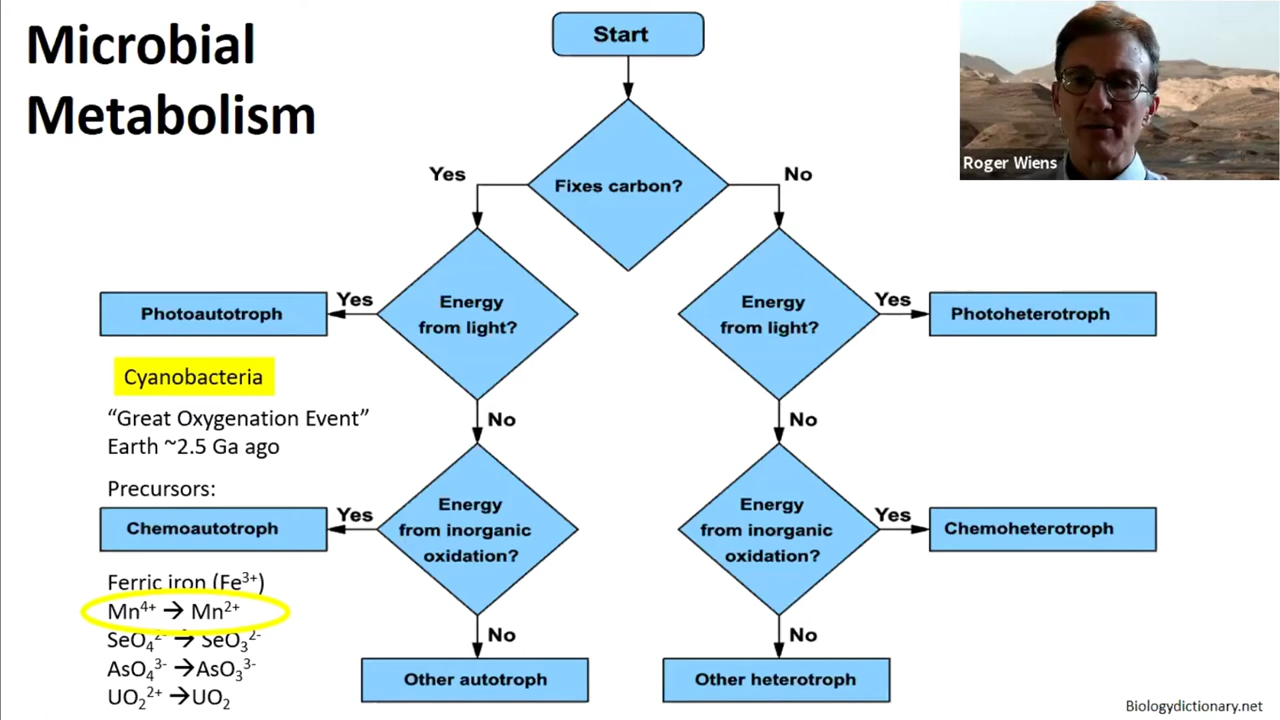 Microbial
Metabolism
Start
Roger Wiens
Yes
Fixes carbon?
No
Photoautotroph
Yes
Energy
from light?
Energy
from light?
Yes
Photoheterotroph
Cyanobacteria
“Great Oxygenation Event”
Earth ~2.5 Ga ago
No
No
Precursors:
Chemoautotroph
Yes
Energy
from inorganic
oxidation?
Energy
from inorganic
oxidation?
Yes
Chemoheterotroph
Ferric iron (Fe³⁺)
Mn⁴⁺ → Mn²⁺
SeO₄²⁻ → SeO₃²⁻
AsO₄³⁻ →AsO₃³⁻
UO₂²⁺ →UO₂
No
No
Other autotroph
Other heterotroph
Biologydictionary.net